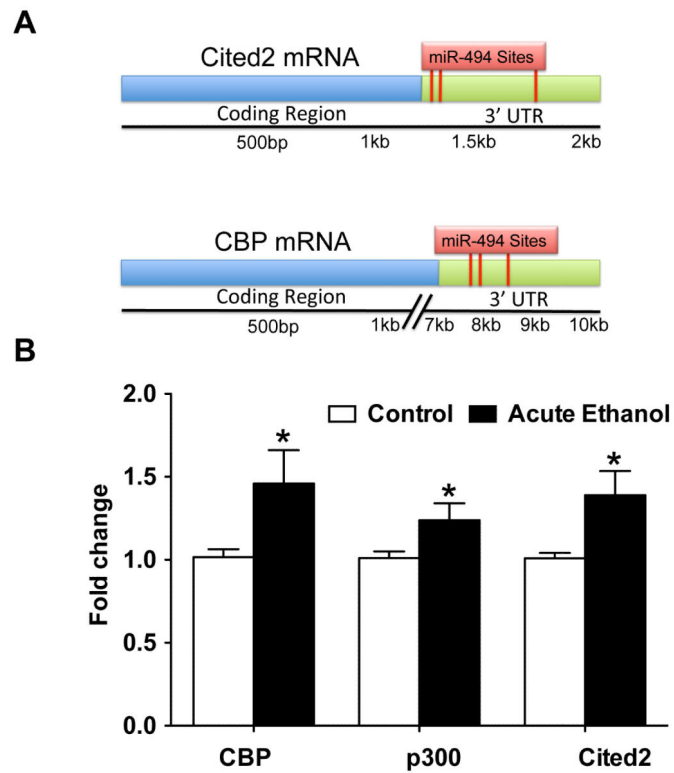 A
Cited2 mRNA
miR-494 Sites
Coding Region
3’ UTR
500bp 1kb 1.5kb 2kb
CBP mRNA
miR-494 Sites
Coding Region
3’ UTR
500bp 1kb 7kb 8kb 9kb 10kb
B
Fold change
2.0
1.5
1.0
0.5
0.0
Control Acute Ethanol
* * *
CBP p300 Cited2